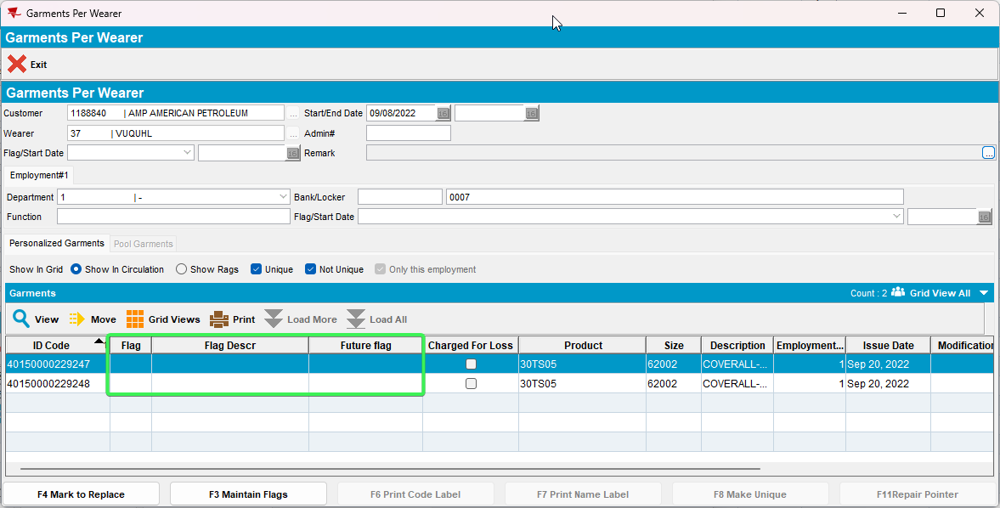 Garments Per Wearer
Garments Per Wearer
Exit
Garments Per Wearer
Customer 1188840 | AMP AMERICAN PETROLEUM ... Start/End Date 09/08/2022 16 16
Wearer 37 | VUQUHL ... Admin#
Flag/Start Date 16 Remark ...
Employment#1
Department 1 | - Bank/Locker 0007
Function Flag/Start Date 16
Personalized Garments Pool Garments
Show In Grid Show In Circulation Show Rags Unique Not Unique Only this employment
Garments Count : 2 Grid View All
View Move Grid Views Print Load More Load All
ID Code Flag Flag Descr Future flag Charged For Loss Product Size Description Employment... Issue Date Modification
40150000229247 30TS05 62002 COVERALL-... 1 Sep 20, 2022
40150000229248 30TS05 62002 COVERALL-... 1 Sep 20, 2022
F4 Mark to Replace F3 Maintain Flags F6 Print Code Label F7 Print Name Label F8 Make Unique F11Repair Pointer